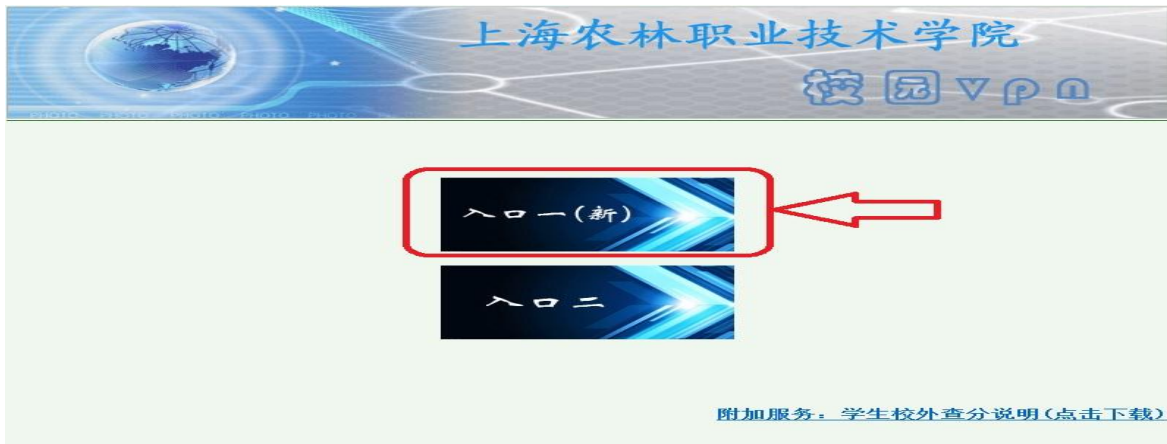 上海农林职业技术学院
校园vpn
入口一(新)
入口二
附加服务：学生校外查分说明(点击下载)